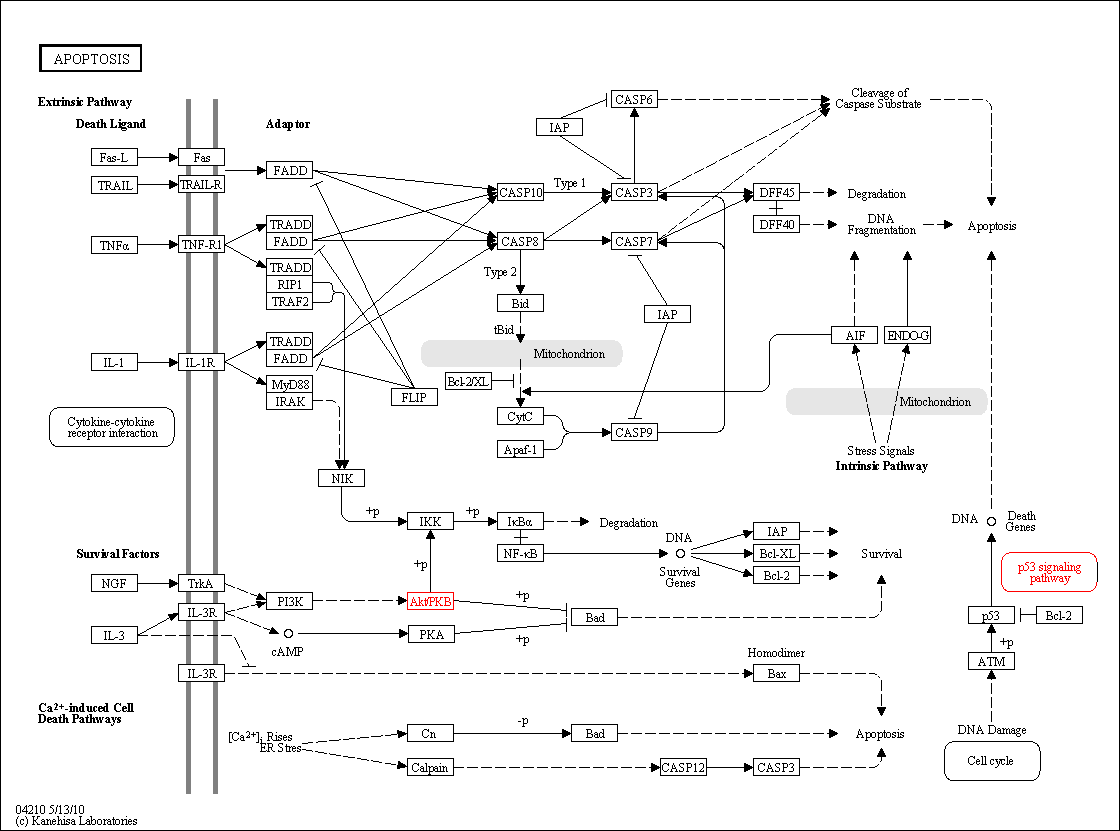 APOPTOSIS
Extrinsic Pathway
Death Ligand
Adaptor
Fas-L
Fas
FADD
TRAIL
TRAIL-R
TNFα
TNF-R1
TRADD
FADD
TRADD
RIP1
TRAF2
IL-1
IL-1R
TRADD
FADD
MyD88
IRAK
FLIP
Cytokine-cytokine
receptor interaction
NIK
CASP6
IAP
CASP10
Type 1
CASP3
CASP8
CASP7
Type 2
Bid
tBid
IAP
Mitochondrion
Bcl-2/XL
CytC
Apaf-1
CASP9
Cleavage of
Caspase Substrate
DFF45
Degradation
DFF40
DNA
Fragmentation
Apoptosis
AIF
ENDO-G
Mitochondrion
Stress Signals
Intrinsic Pathway
+p
IKK
+p
IκBα
Degradation
NF-κB
DNA
Survival
Genes
IAP
Bcl-XL
Bcl-2
Survival
DNA
Death
Genes
p53 signaling
pathway
p53
Bcl-2
+p
ATM
DNA Damage
Cell cycle
Survival Factors
NGF
TrkA
PI3K
+p
Akt/PKB
+p
Bad
IL-3
IL-3R
cAMP
PKA
+p
IL-3R
Homodimer
Bax
Ca2+-induced Cell
Death Pathways
[Ca2+]i Rises
ER Stres
Cn
-p
Bad
Apoptosis
Calpain
CASP12
CASP3
04210 5/13/10
(c) Kanehisa Laboratories